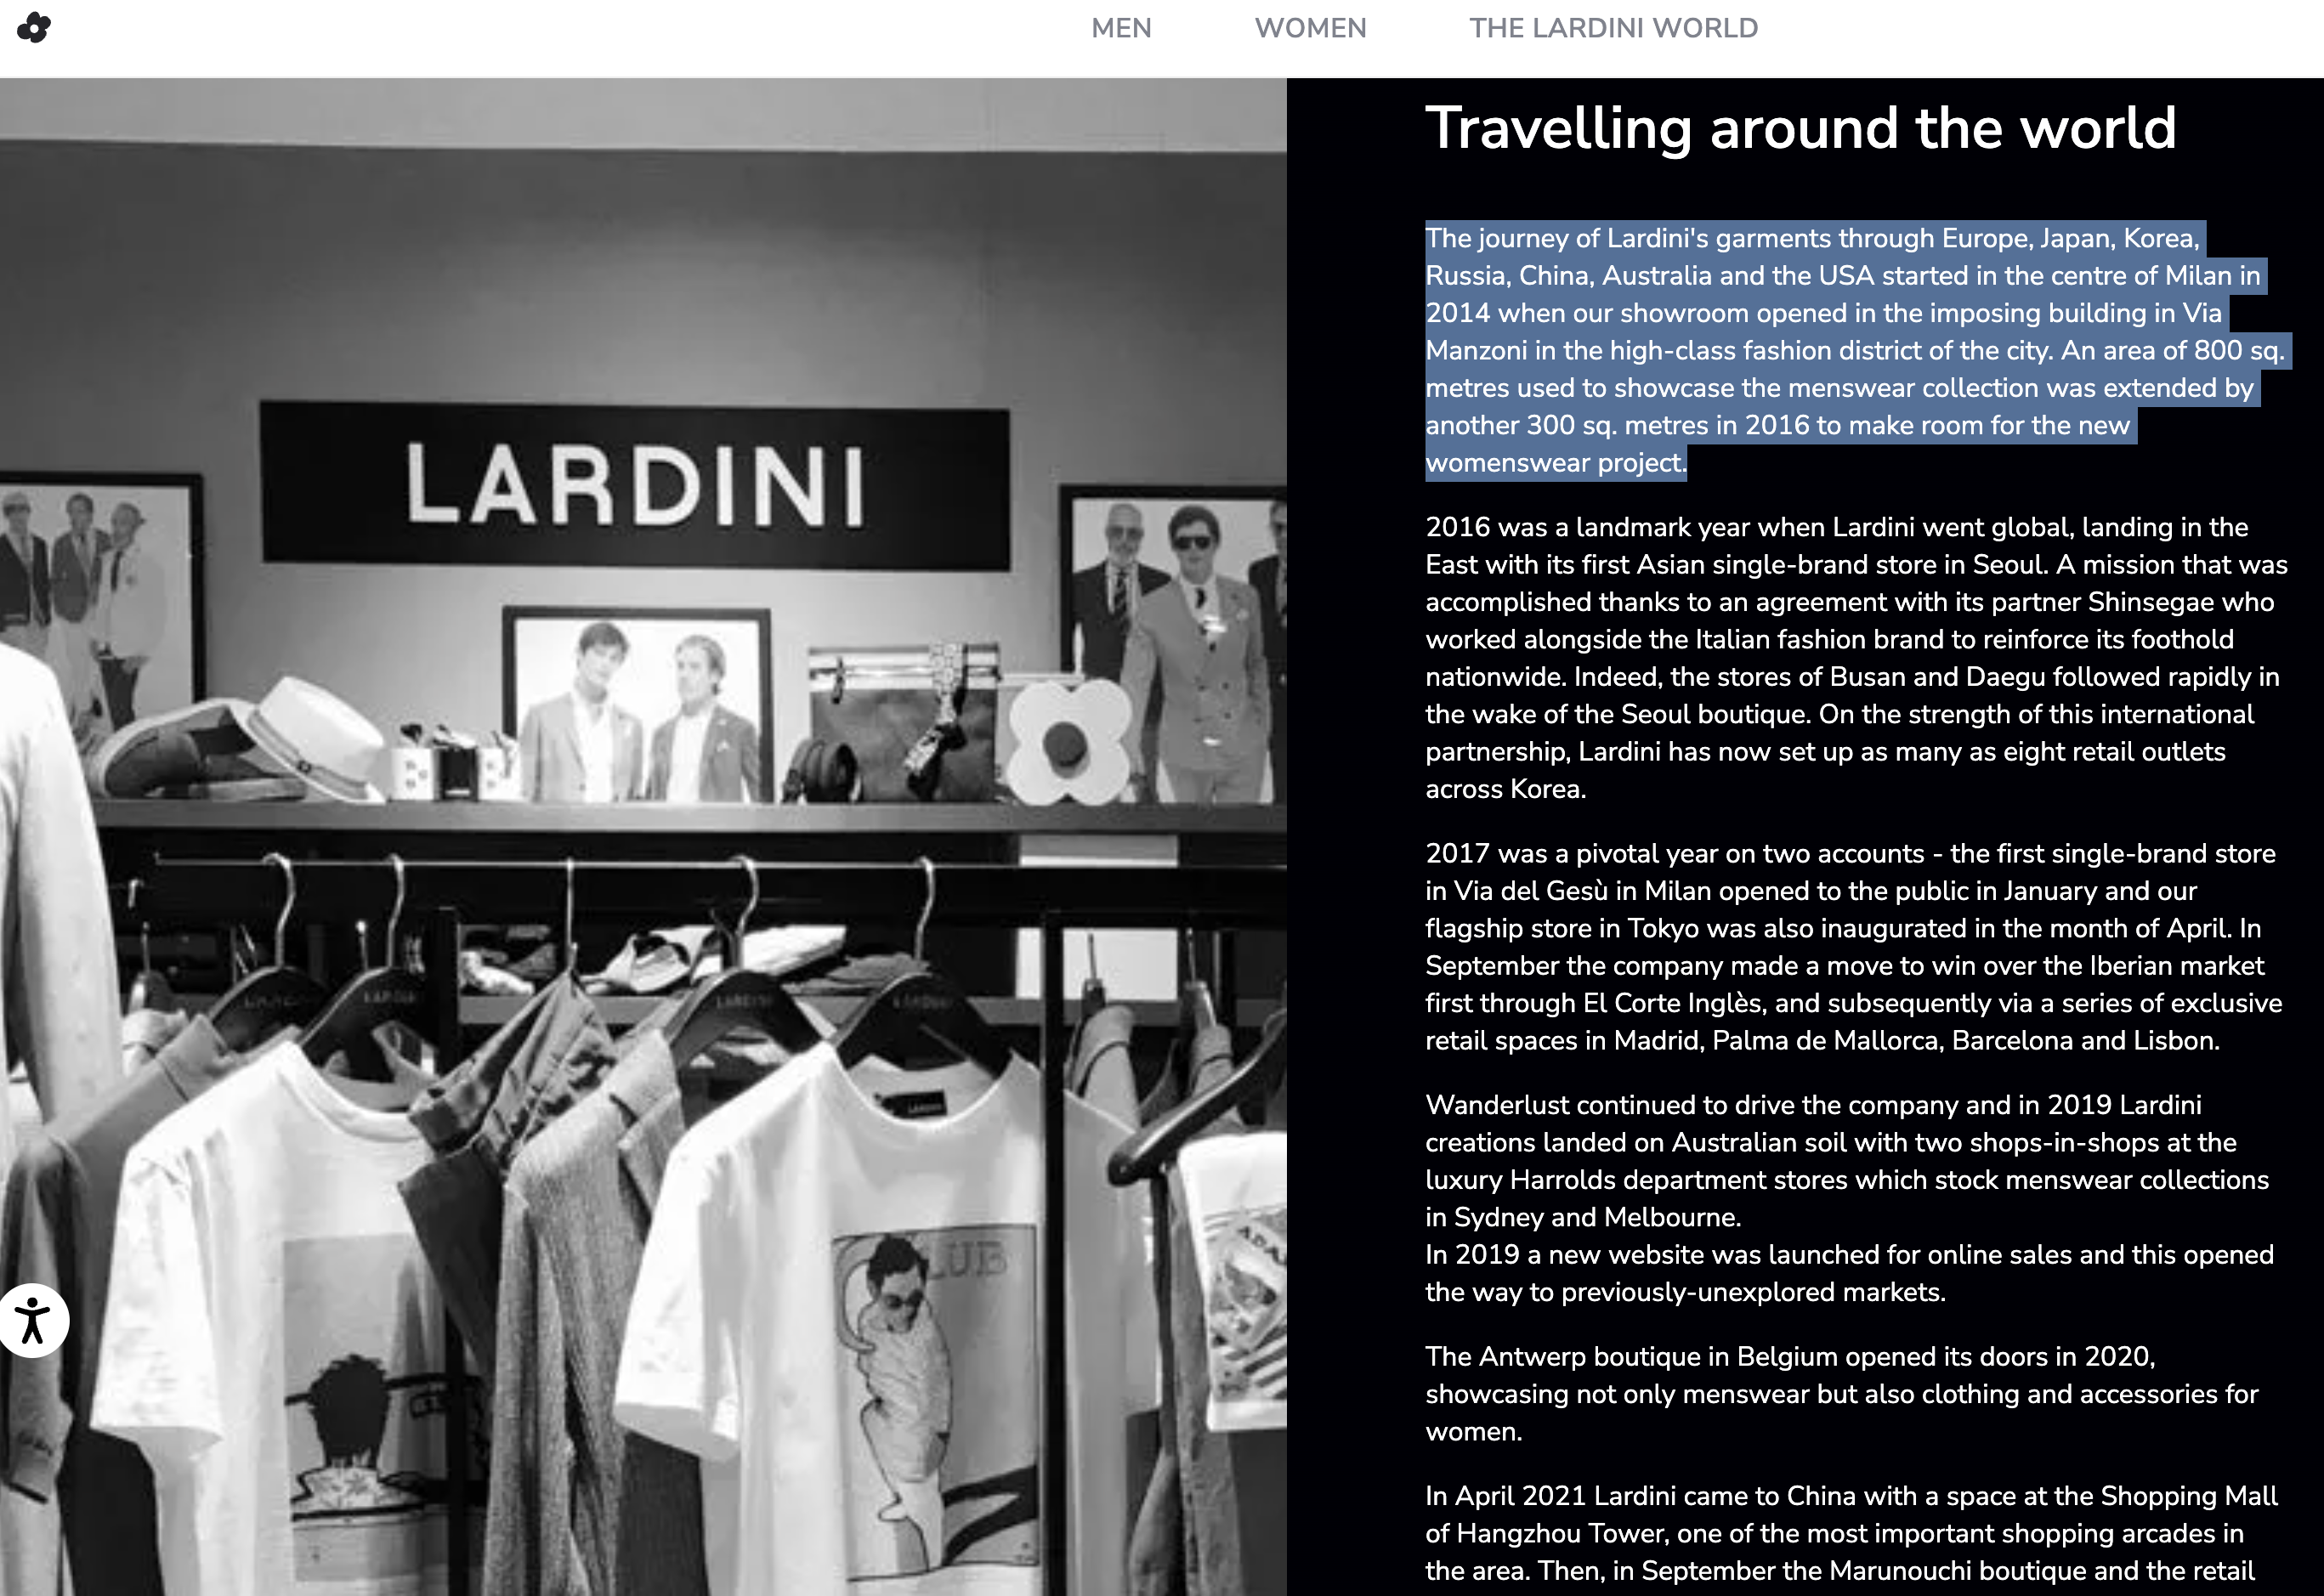 MEN
WOMEN
THE LARDINI WORLD
LARDINI
LUB
Travelling around the world
The journey of Lardini's garments through Europe, Japan, Korea,
Russia, China, Australia and the USA started in the centre of Milan in
2014 when our showroom opened in the imposing building in Via
Manzoni in the high-class fashion district of the city. An area of 800 sq.
metres used to showcase the menswear collection was extended by
another 300 sq. metres in 2016 to make room for the new
womenswear project.
2016 was a landmark year when Lardini went global, landing in the
East with its first Asian single-brand store in Seoul. A mission that was
accomplished thanks to an agreement with its partner Shinsegae who
worked alongside the Italian fashion brand to reinforce its foothold
nationwide. Indeed, the stores of Busan and Daegu followed rapidly in
the wake of the Seoul boutique. On the strength of this international
partnership, Lardini has now set up as many as eight retail outlets
across Korea.
2017 was a pivotal year on two accounts - the first single-brand store
in Via del Gesù in Milan opened to the public in January and our
flagship store in Tokyo was also inaugurated in the month of April. In
September the company made a move to win over the Iberian market
first through El Corte Inglès, and subsequently via a series of exclusive
retail spaces in Madrid, Palma de Mallorca, Barcelona and Lisbon.
Wanderlust continued to drive the company and in 2019 Lardini
creations landed on Australian soil with two shops-in-shops at the
luxury Harrolds department stores which stock menswear collections
in Sydney and Melbourne.
In 2019 a new website was launched for online sales and this opened
the way to previously-unexplored markets.
The Antwerp boutique in Belgium opened its doors in 2020,
showcasing not only menswear but also clothing and accessories for
women.
In April 2021 Lardini came to China with a space at the Shopping Mall
of Hangzhou Tower, one of the most important shopping arcades in
the area. Then, in September the Marunouchi boutique and the retail